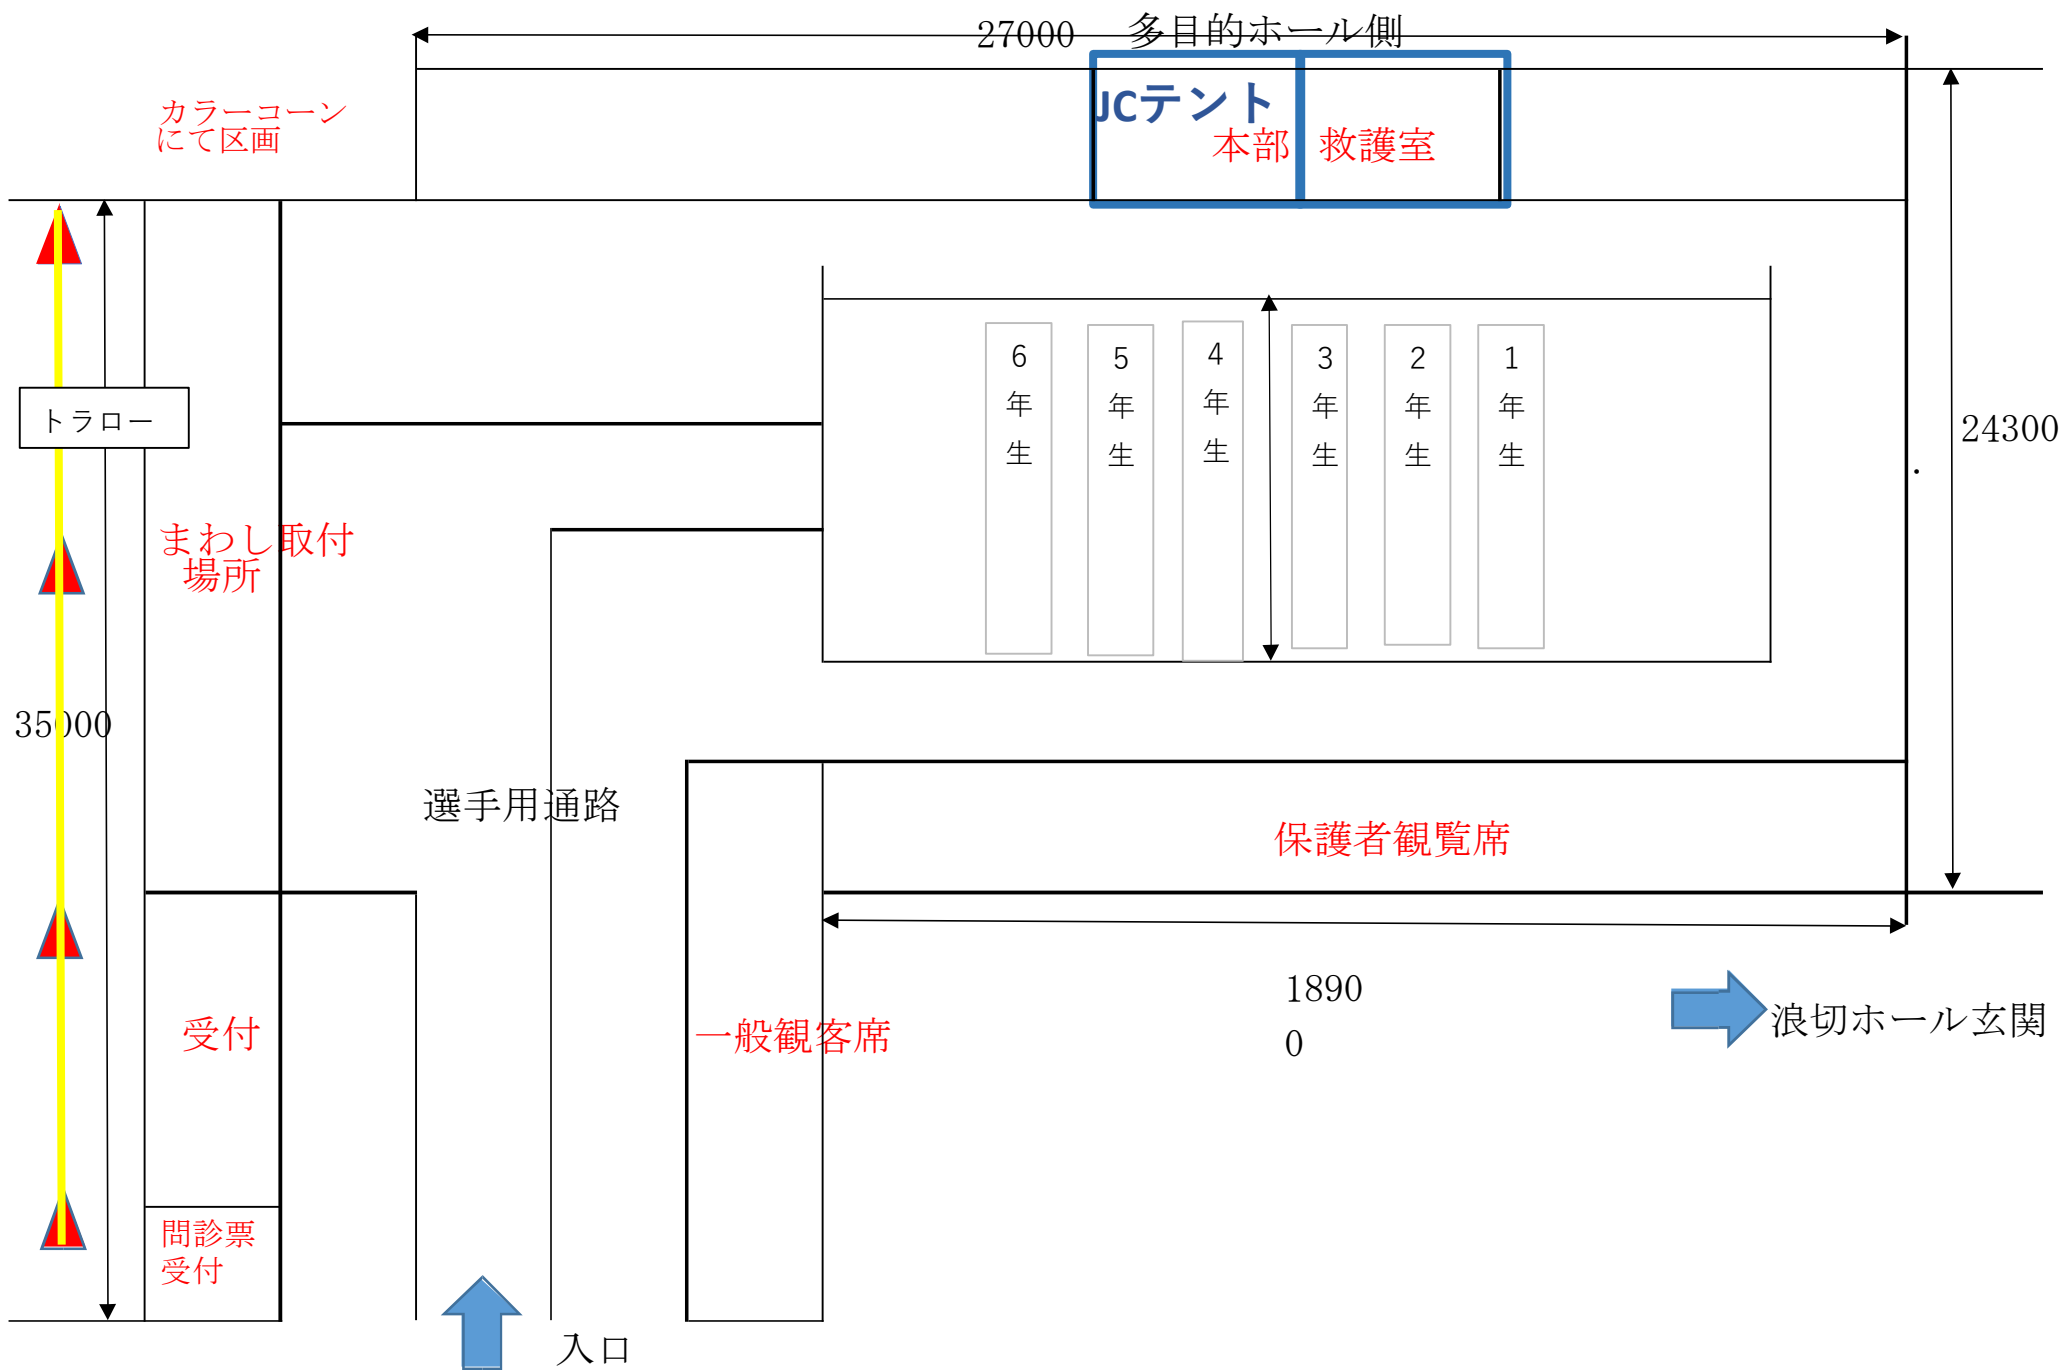 27000
多目的ホール側
カラーコーン
にて区画
JCテント
本部
救護室
6年生
5年生
4年生
3年生
2年生
1年生
トラロー
24300
まわし取付
場所
35000
選手用通路
保護者観覧席
1890
0
受付
一般観客席
浪切ホール玄関
問診票
受付
入口